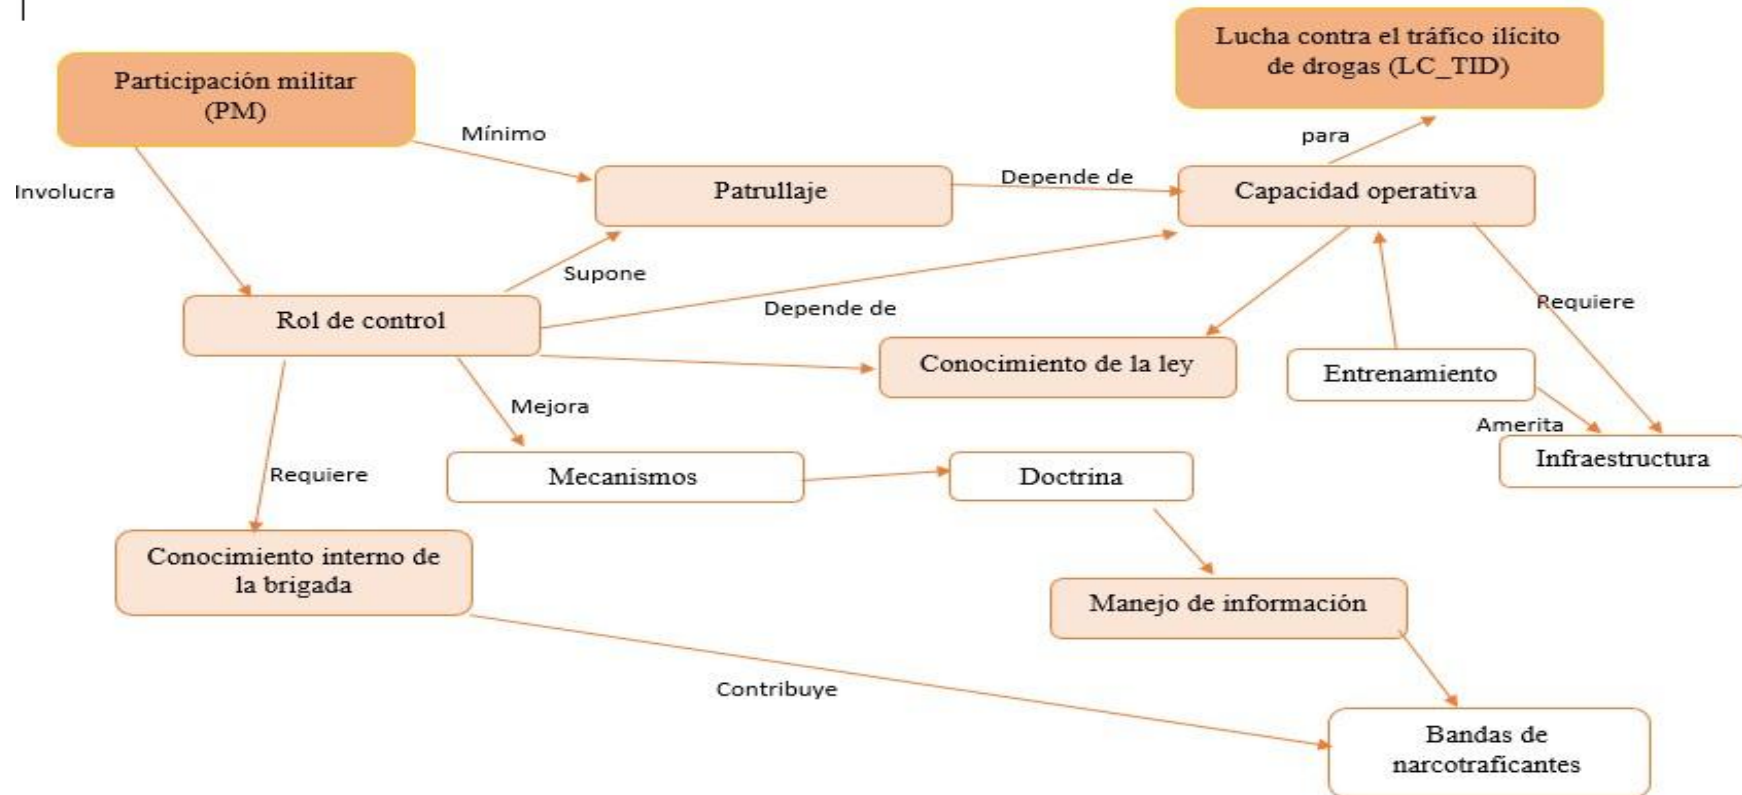 Lucha contra el tráfico ilícito
de drogas (LC_TID)
Participación militar
(PM)
Mínimo
para
Involucra
Patrullaje
Depende de
Capacidad operativa
Supone
Rol de control
Depende de
Requiere
Conocimiento de la ley
Entrenamiento
Mejora
Amerita
Requiere
Mecanismos
Doctrina
Infraestructura
Conocimiento interno de
la brigada
Manejo de información
Contribuye
Bandas de
narcotraficantes